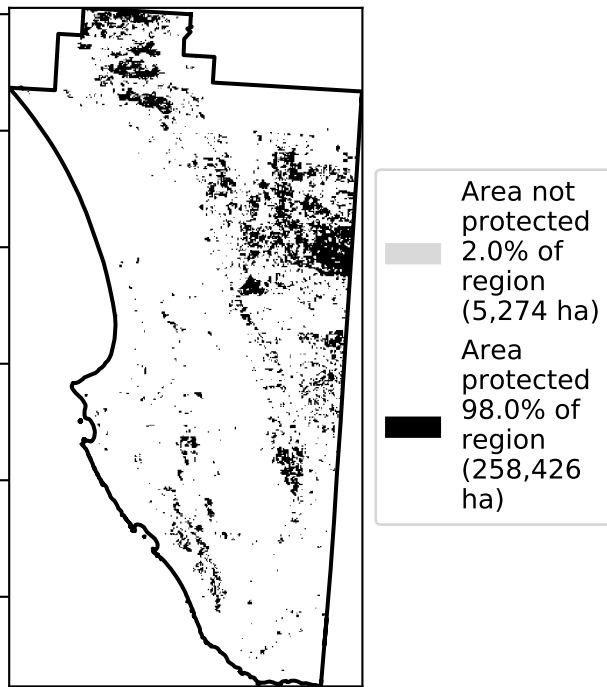 Area not
protected
2.0% of
region
(5,274 ha)
Area
protected
98.0% of
region
(258,426
ha)